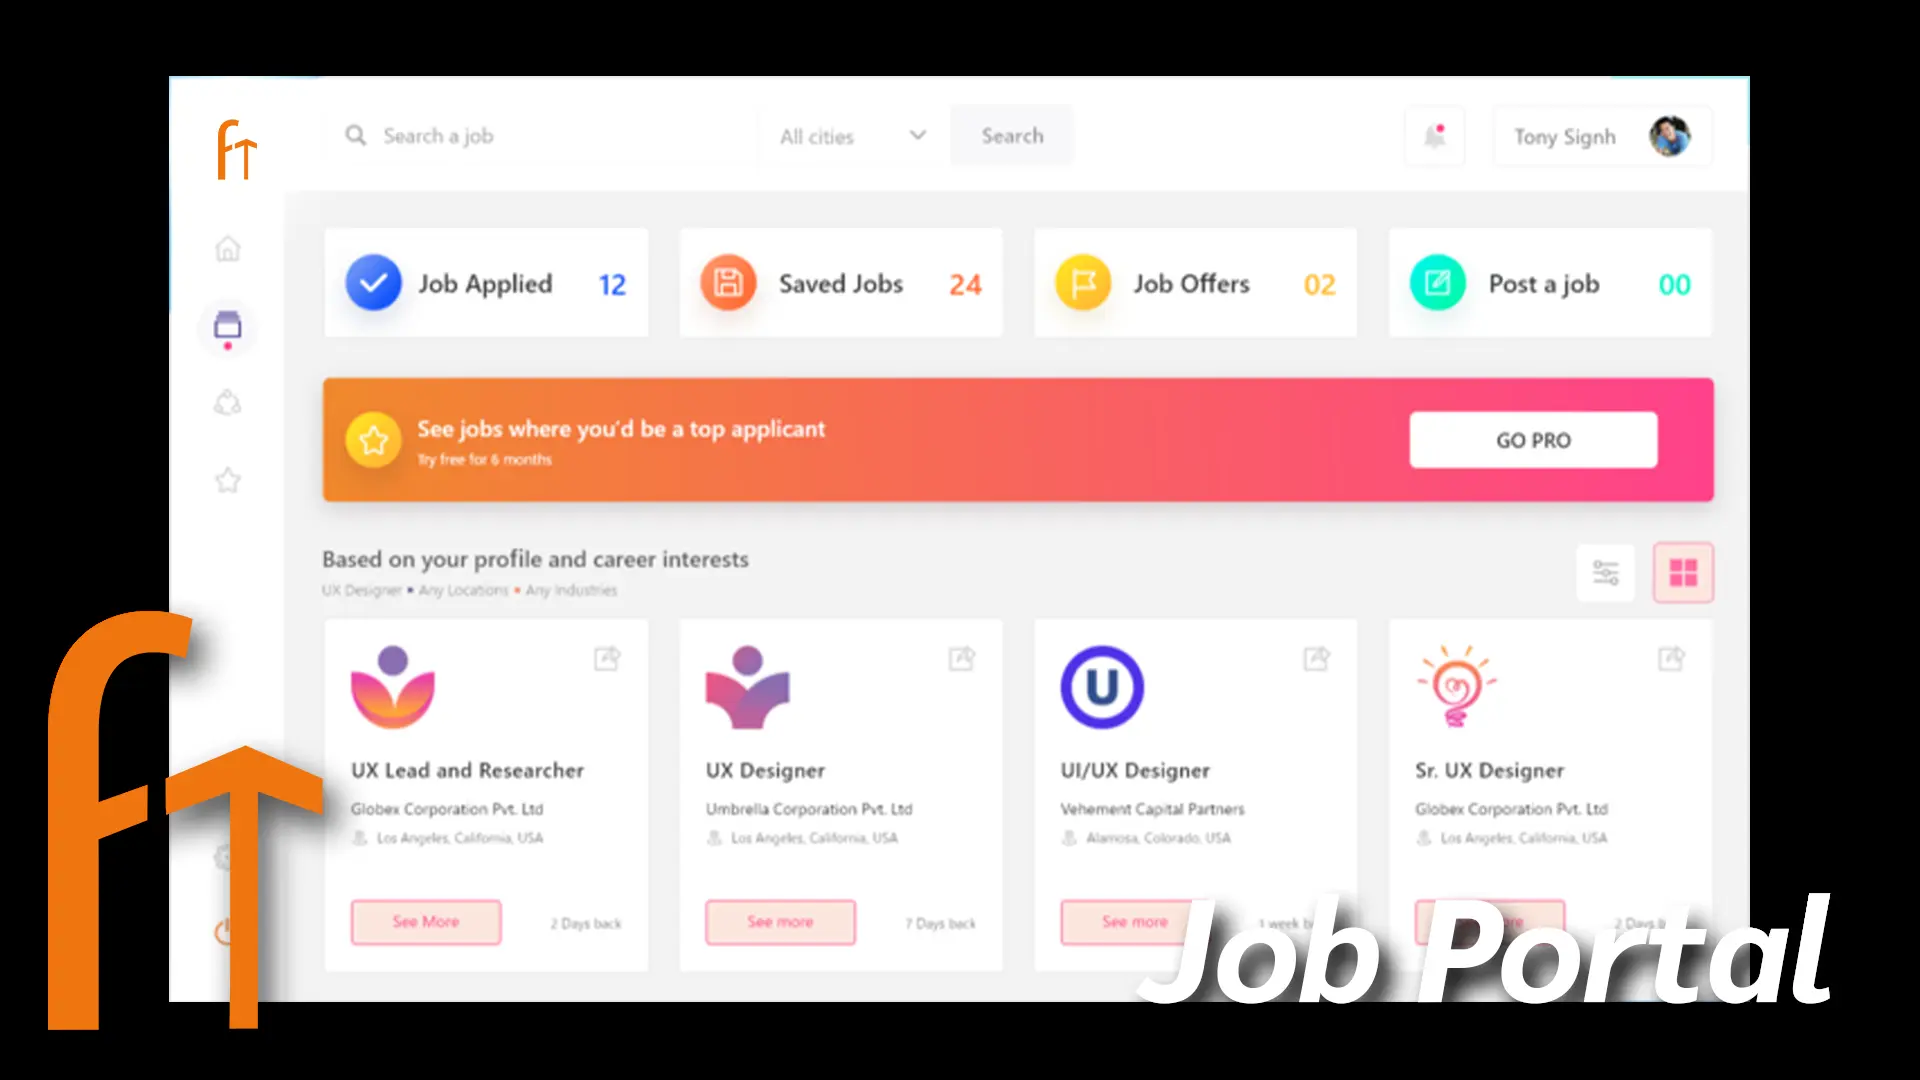 fT
Search a job
All cities
Search
Tony Signh
Job Applied 12
Saved Jobs 24
Job Offers 02
Post a job 00
See jobs where you'd be a top applicant
Try free for 6 months
GO PRO
Based on your profile and career interests
UX Designer • Any Locations • Any Industries
U
UX Lead and Researcher
Globex Corporation Pvt. Ltd
Los Angeles, California, USA
See More
2 Days back
UX Designer
Umbrella Corporation Pvt. Ltd
Los Angeles, California, USA
See more
7 Days back
UI/UX Designer
Vehement Capital Partners
Alamosa, Colorado, USA
See more
1 week
Sr. UX Designer
Globex Corporation Pvt. Ltd
Los Angeles, California, USA
2 Days
fT
Job Portal